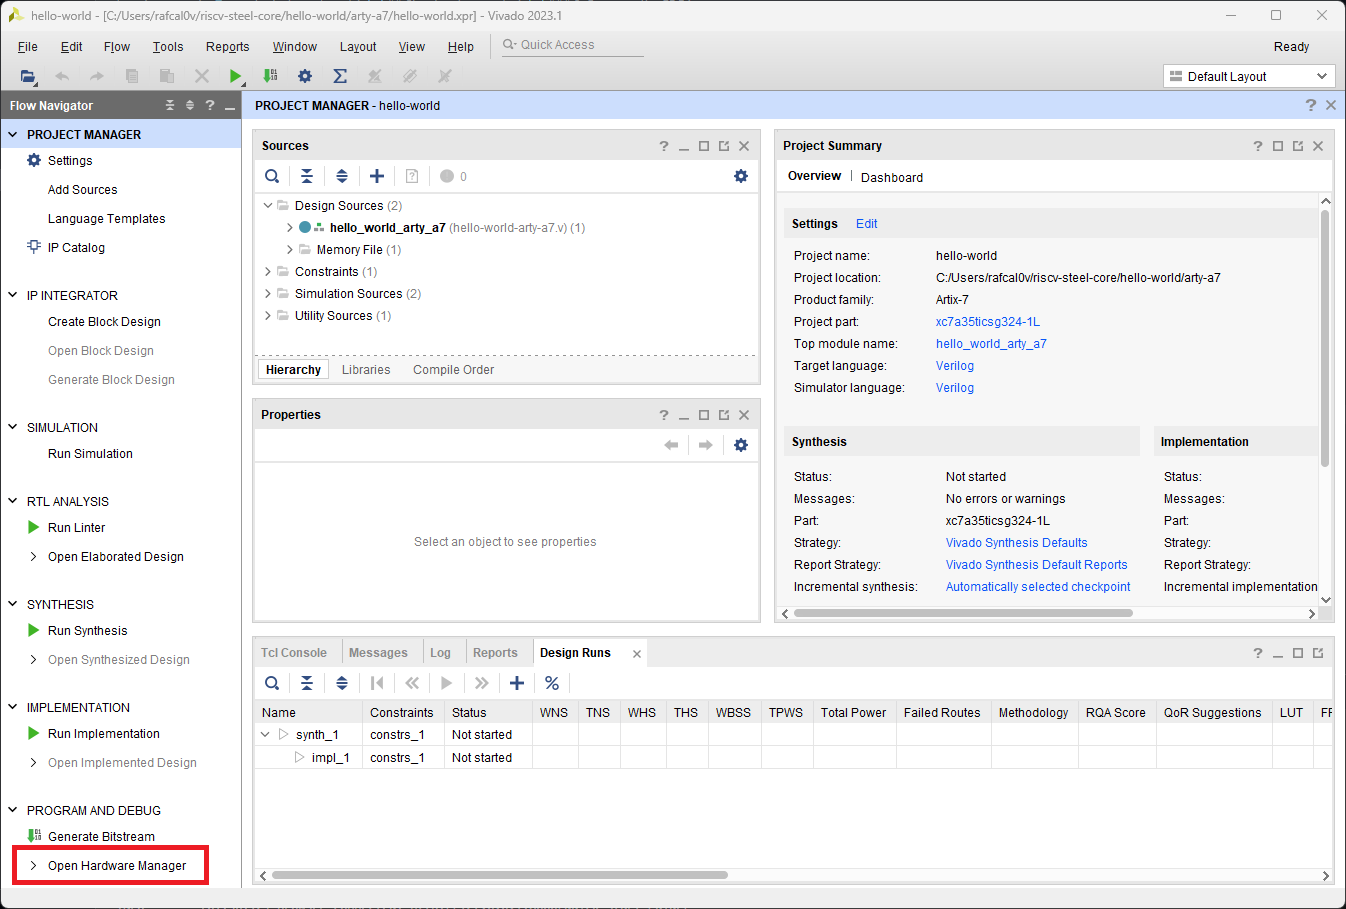 hello-world - [C:/Users/rafcal0v/riscv-steel-core/hello-world/arty-a7/hello-world.xpr] - Vivado 2023.1
File Edit Flow Tools Reports Window Layout View Help Quick Access Ready
Default Layout
Flow Navigator
PROJECT MANAGER
Settings
Add Sources
Language Templates
IP Catalog
IP INTEGRATOR
Create Block Design
Open Block Design
Generate Block Design
SIMULATION
Run Simulation
RTL ANALYSIS
Run Linter
Open Elaborated Design
SYNTHESIS
Run Synthesis
Open Synthesized Design
IMPLEMENTATION
Run Implementation
Open Implemented Design
PROGRAM AND DEBUG
Generate Bitstream
Open Hardware Manager
PROJECT MANAGER - hello-world
Sources
0
Design Sources (2)
hello_world_arty_a7 (hello-world-arty-a7.v) (1)
Memory File (1)
Constraints (1)
Simulation Sources (2)
Utility Sources (1)
Hierarchy Libraries Compile Order
Properties
Select an object to see properties
Project Summary
Overview Dashboard
Settings Edit
Project name: hello-world
Project location: C:/Users/rafcal0v/riscv-steel-core/hello-world/arty-a7
Product family: Artix-7
Project part: xc7a35ticsg324-1L
Top module name: hello_world_arty_a7
Target language: Verilog
Simulator language: Verilog
Synthesis
Status: Not started
Messages: No errors or warnings
Part: xc7a35ticsg324-1L
Strategy: Vivado Synthesis Defaults
Report Strategy: Vivado Synthesis Default Reports
Incremental synthesis: Automatically selected checkpoint
Implementation
Status:
Messages:
Part:
Strategy:
Report Strategy:
Incremental implementation
Tcl Console Messages Log Reports Design Runs
Name Constraints Status WNS TNS WHS THS WBSS TPWS Total Power Failed Routes Methodology RQA Score QoR Suggestions LUT
synth_1 constrs_1 Not started
impl_1 constrs_1 Not started